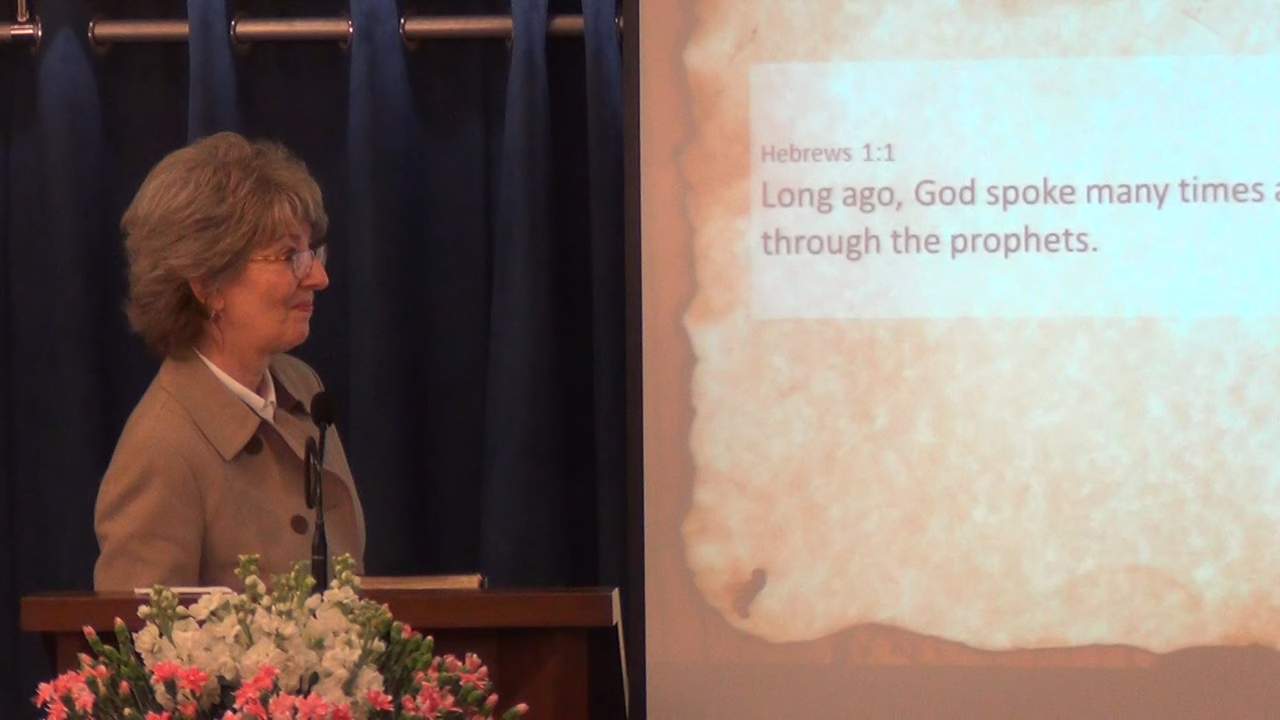 Hebrews 1:1
Long ago, God spoke many times
through the prophets.